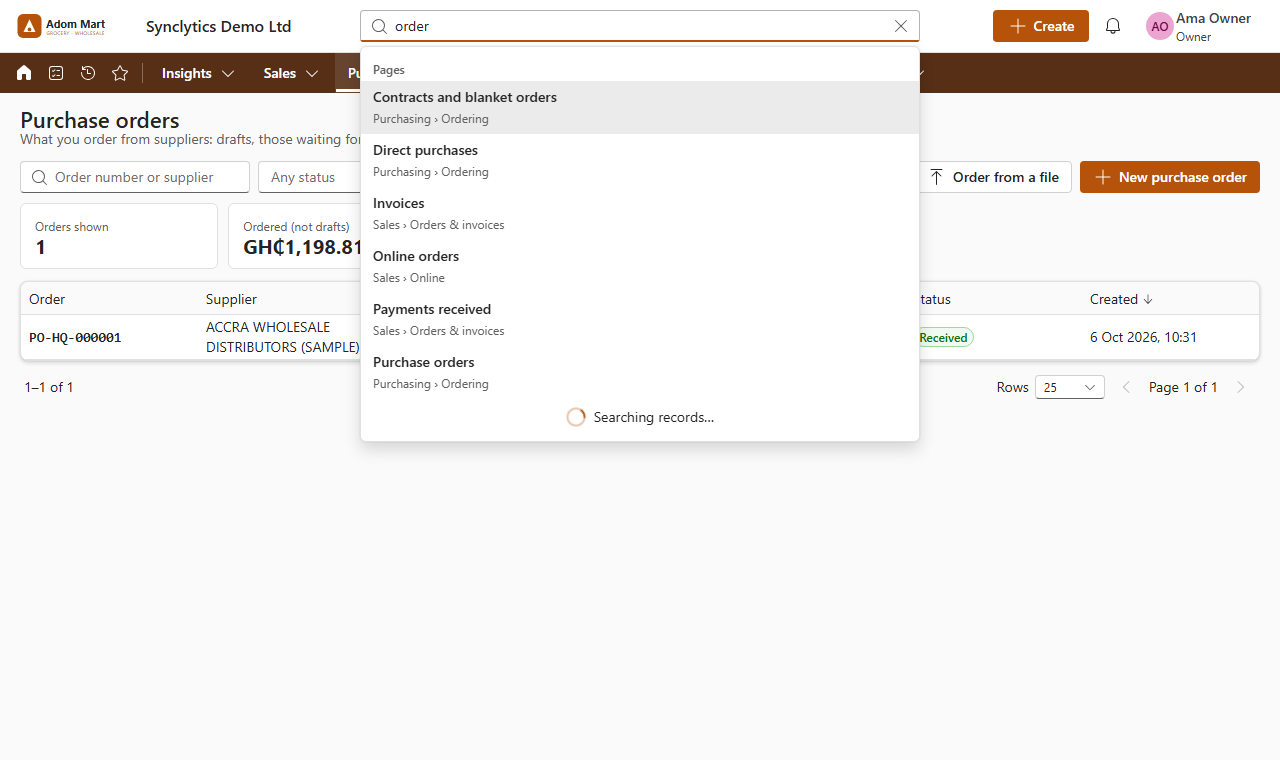 Adom Mart
GROCERY · WHOLESALE
Synclytics Demo Ltd
order
Create
AO
Ama Owner
Owner
Insights
Sales
Pu
Pages
Contracts and blanket orders
Purchasing › Ordering
Direct purchases
Purchasing › Ordering
Invoices
Sales › Orders & invoices
Online orders
Sales › Online
Payments received
Sales › Orders & invoices
Purchase orders
Purchasing › Ordering
Searching records...
Purchase orders
What you order from suppliers: drafts, those waiting for
Order number or supplier
Any status
Order from a file
New purchase order
Orders shown
1
Ordered (not drafts)
GH₵1,198.81
Order
Supplier
tatus
Created
PO-HQ-000001
ACCRA WHOLESALE
DISTRIBUTORS (SAMPLE)
Received
6 Oct 2026, 10:31
1–1 of 1
Rows
25
Page 1 of 1